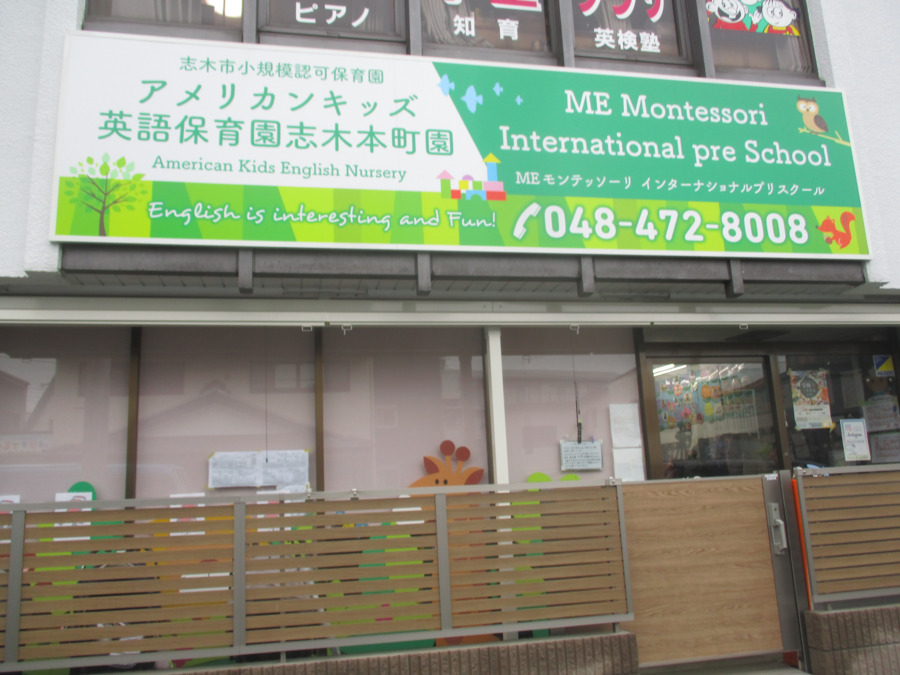 ピアノ
知育
英検塾
志木市小規模認可保育園
アメリカンキッズ
英語保育園志木本町園
American Kids English Nursery
English is interesting and Fun!
ME Montessori
International pre School
MEモンテッソーリ インターナショナルプリスクール
048-472-8008